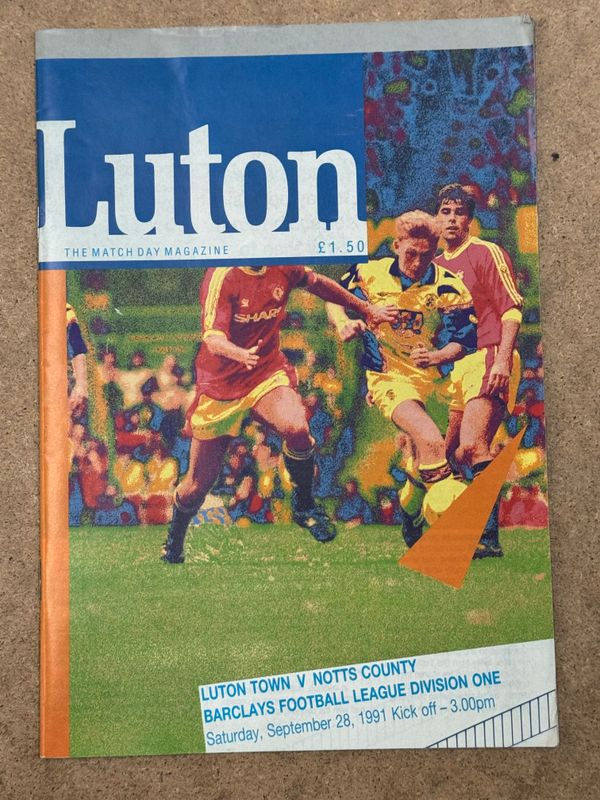 Luton
THE MATCH DAY MAGAZINE £1.50
SHARP
LUTON TOWN V NOTTS COUNTY
BARCLAYS FOOTBALL LEAGUE DIVISION ONE
Saturday, September 28, 1991 Kick off – 3.00pm